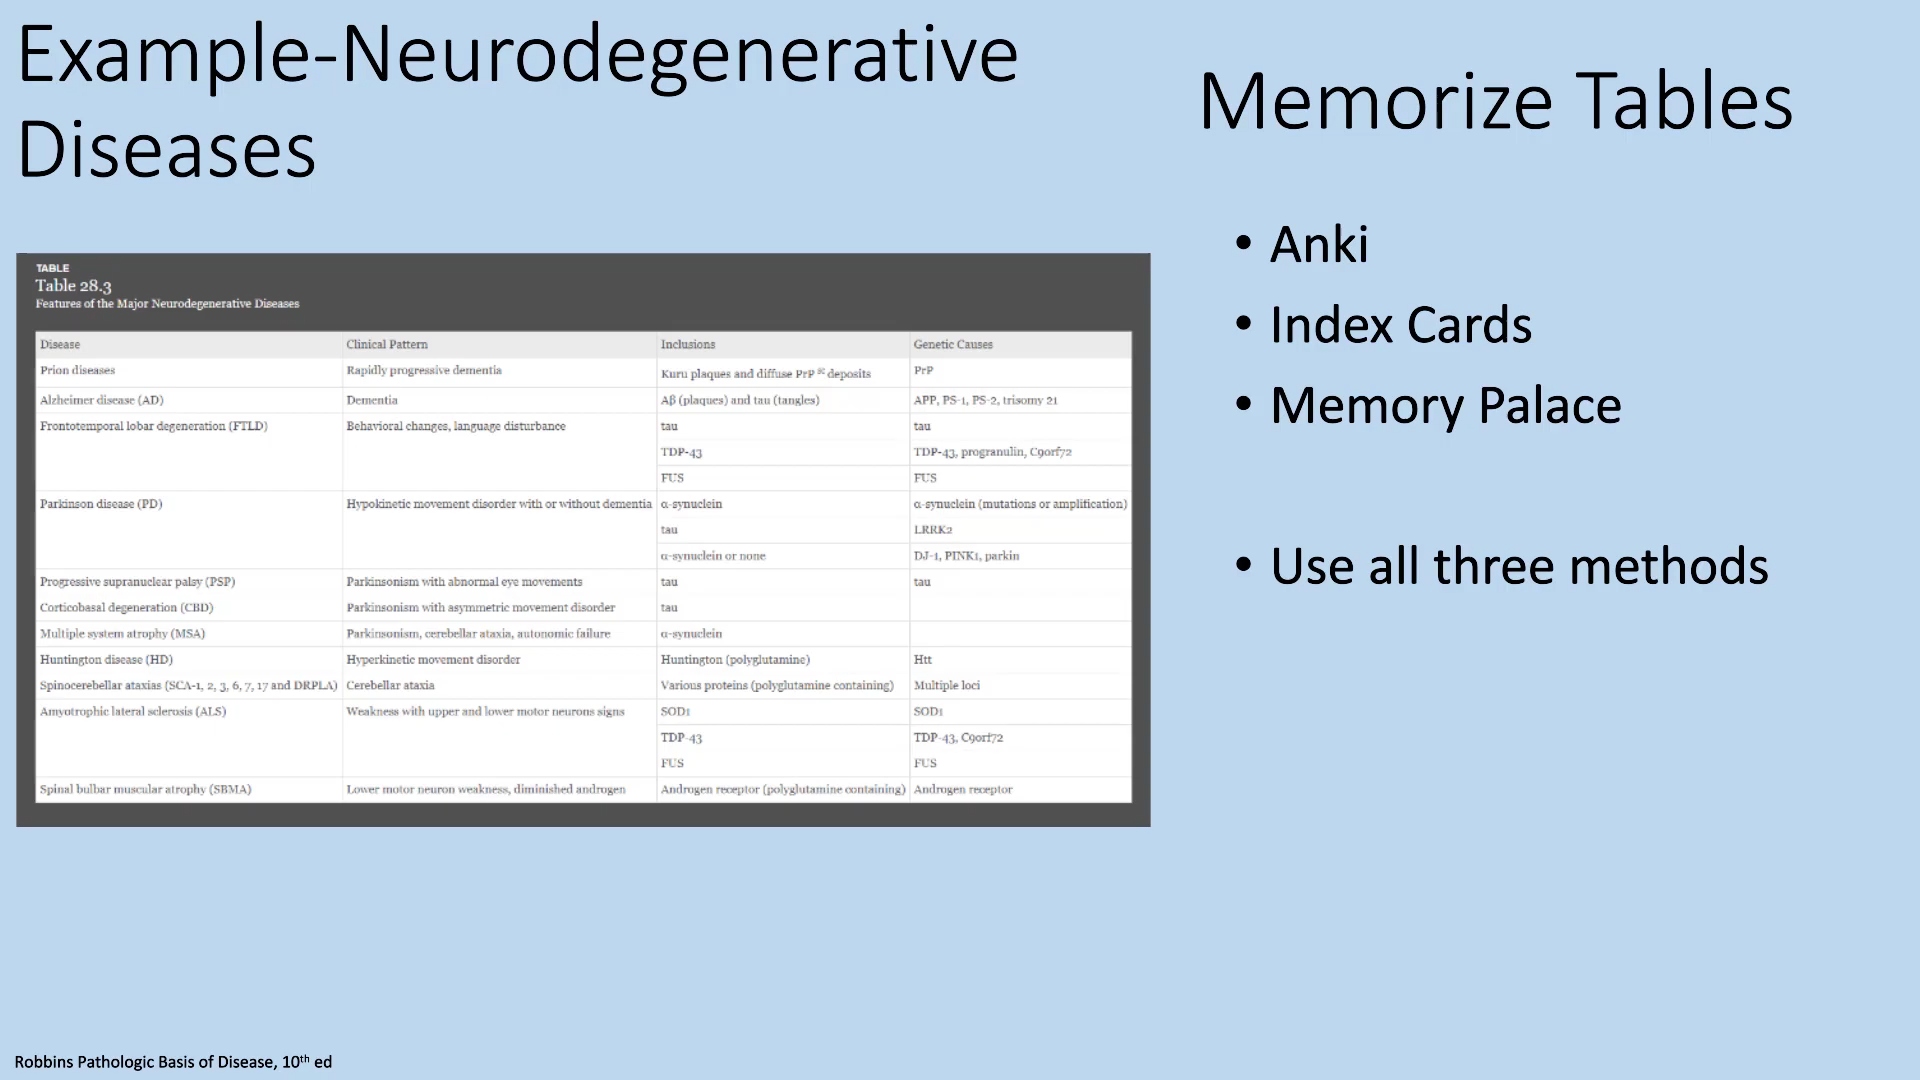 Example-Neurodegenerative
Diseases
TABLE
Table 28.3
Features of the Major Neurodegenerative Diseases
Disease Clinical Pattern Inclusions Genetic Causes
Prion diseases Rapidly progressive dementia Kuru plaques and diffuse PrP sc deposits PrP
Alzheimer disease (AD) Dementia Aβ (plaques) and tau (tangles) APP, PS-1, PS-2, trisomy 21
Frontotemporal lobar degeneration (FTLD) Behavioral changes, language disturbance tau tau
TDP-43 TDP-43, progranulin, C9orf72
FUS FUS
Parkinson disease (PD) Hypokinetic movement disorder with or without dementia α-synuclein α-synuclein (mutations or amplification)
tau LRRK2
α-synuclein or none DJ-1, PINK1, parkin
Progressive supranuclear palsy (PSP) Parkinsonism with abnormal eye movements tau tau
Corticobasal degeneration (CBD) Parkinsonism with asymmetric movement disorder tau
Multiple system atrophy (MSA) Parkinsonism, cerebellar ataxia, autonomic failure α-synuclein
Huntington disease (HD) Hyperkinetic movement disorder Huntington (polyglutamine) Htt
Spinocerebellar ataxias (SCA-1, 2, 3, 6, 7, 17 and DRPLA) Cerebellar ataxia Various proteins (polyglutamine containing) Multiple loci
Amyotrophic lateral sclerosis (ALS) Weakness with upper and lower motor neurons signs SOD1 SOD1
TDP-43 TDP-43, C9orf72
FUS FUS
Spinal bulbar muscular atrophy (SBMA) Lower motor neuron weakness, diminished androgen Androgen receptor (polyglutamine containing) Androgen receptor
Memorize Tables
• Anki
• Index Cards
• Memory Palace
• Use all three methods
Robbins Pathologic Basis of Disease, 10th ed